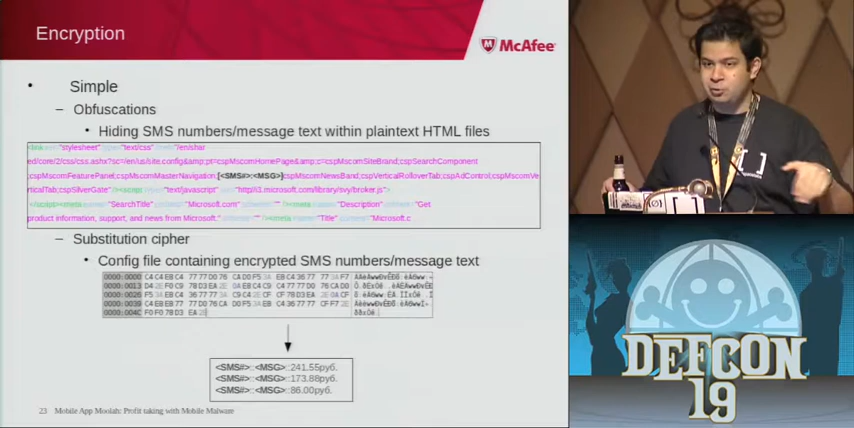 Encryption
McAfee
• Simple
– Obfuscations
• Hiding SMS numbers/message text within plaintext HTML files
"stylesheet" "text/css" "/en/shar
ed/core/2/css/css.ashx?sc=/en/us/site.config&amp;pt=cspMscomHomePage&amp;c=cspMscomSiteBrand;cspSearchComponent
;cspMscomFeaturePanel;cspMscomMasterNavigation;[<SMS#>:<MSG>]cspMscomNewsBand;cspVerticalRolloverTab;cspAdControl;cspMscomVe
rticalTab;cspSilverGate" "text/javascript" "http//i3.microsoft.com/library/svy/broker.js">
"SearchTitle" "Microsoft.com" "Description" "Get
product information, support, and news from Microsoft." "Title" "Microsoft.c
– Substitution cipher
• Config file containing encrypted SMS numbers/message text
<SMS#>::<MSG>::241.55руб.
<SMS#>::<MSG>::173.88руб.
<SMS#>::<MSG>::86.00руб.
23 Mobile App Moolah: Profit taking with Mobile Malware
DEFCON
19